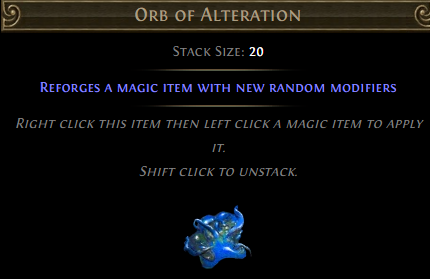 Orb of Alteration
Stack Size: 20
Reforges a magic item with new random modifiers
Right click this item then left click a magic item to apply
it.
Shift click to unstack.